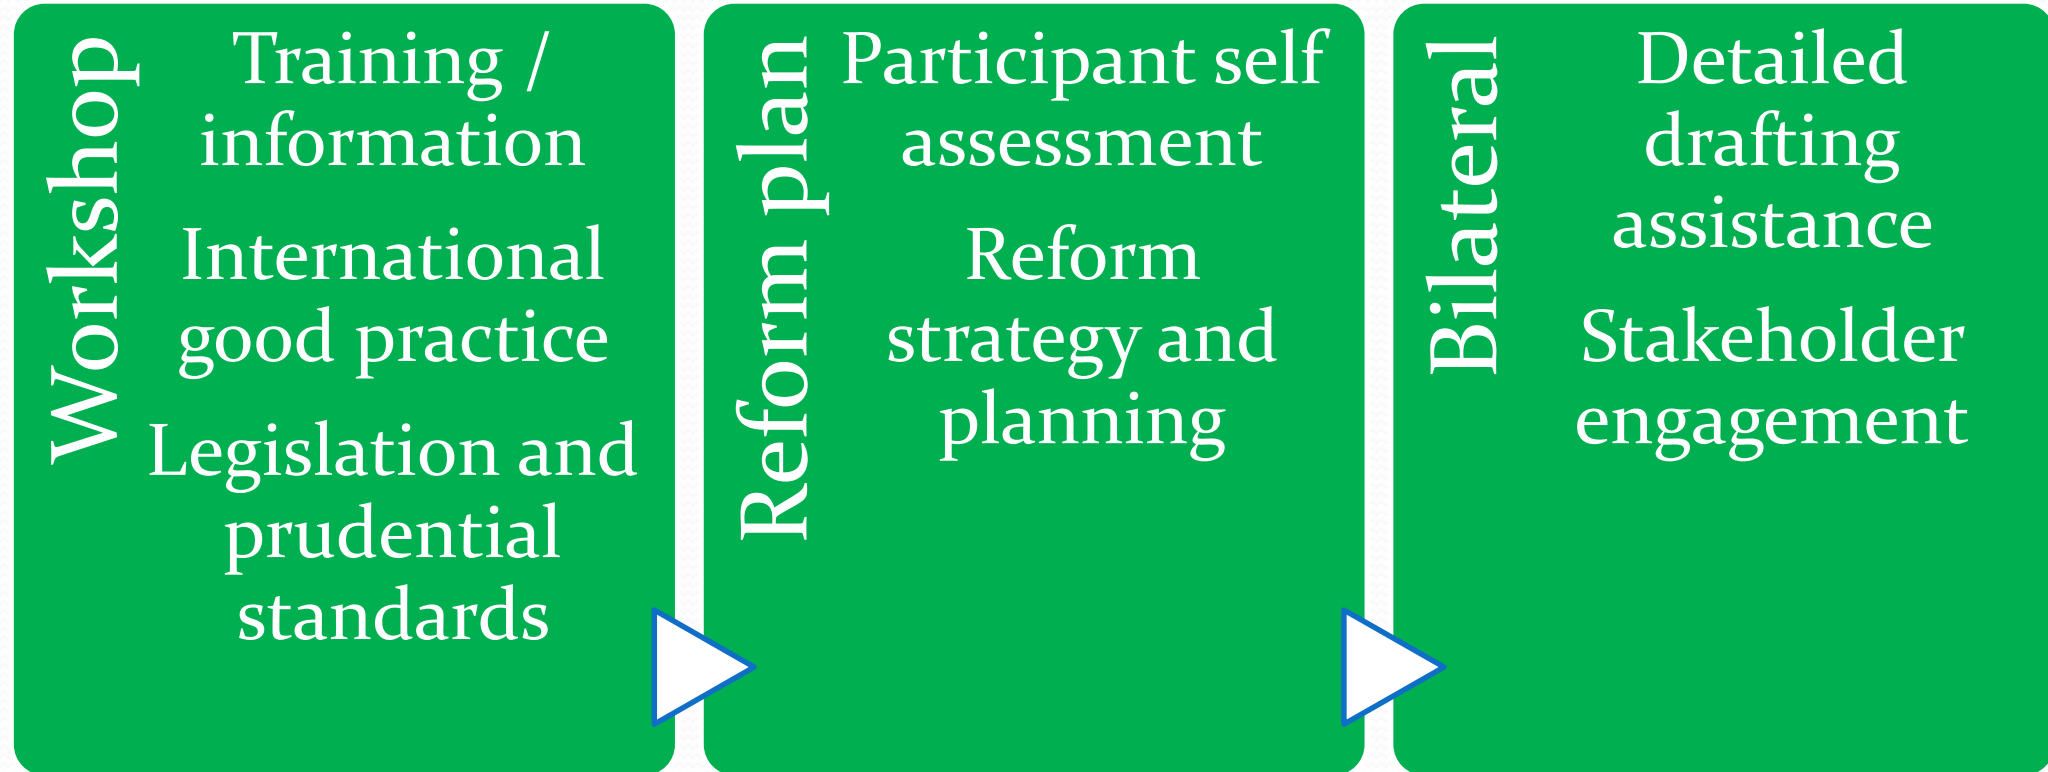 Workshop
Training /
information
International
good practice
Legislation and
prudential
standards
Reform plan
Participant self
assessment
Reform
strategy and
planning
Bilateral
Detailed
drafting
assistance
Stakeholder
engagement